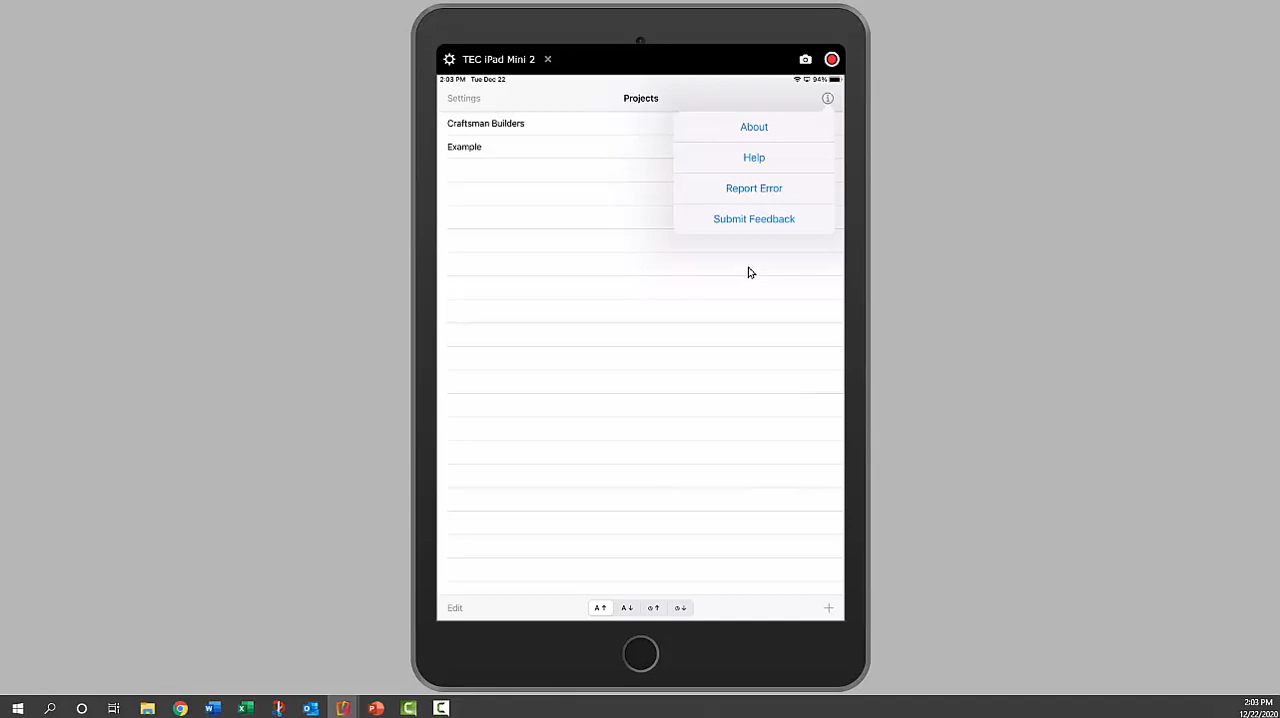 TEC iPad Mini 2 ×
2:03 PM Tue Dec 22 94%
Settings Projects
Craftsman Builders
Example
About
Help
Report Error
Submit Feedback
Edit A↑ A↓ ↑ ↓ +
2:03 PM
12/22/2020